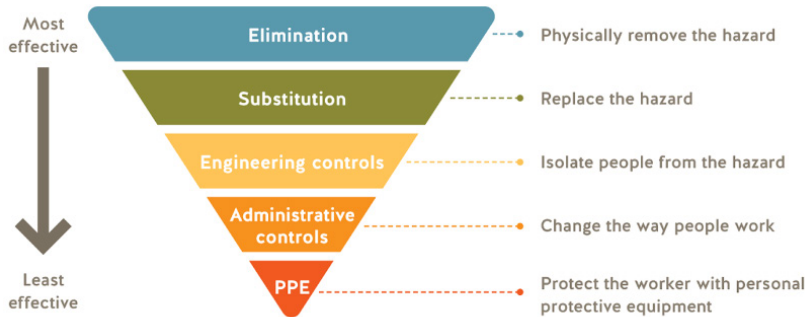 Most
effective
Elimination
Physically remove the hazard
Substitution
Replace the hazard
Engineering controls
Isolate people from the hazard
Administrative
controls
Change the way people work
Least
effective
PPE
Protect the worker with personal
protective equipment